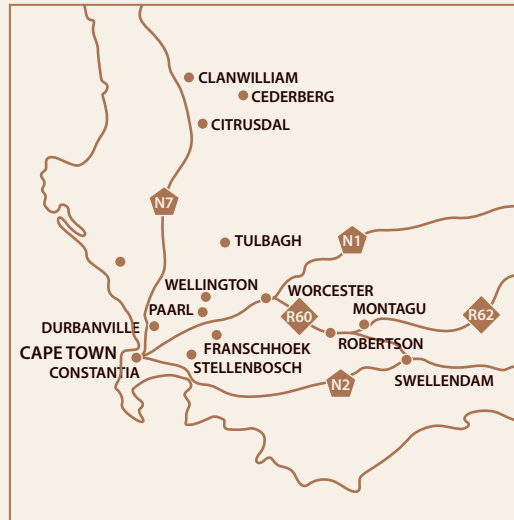 CLANWILLIAM
CEDERBERG
CITRUSDAL
N7
TULBAGH
N1
WELLINGTON
WORCESTER
PAARL
MONTAGU
R60
R62
DURBANVILLE
ROBERTSON
FRANSCHHOEK
CAPE TOWN
STELLENBOSCH
CONSTANTIA
N2
SWELLENDAM